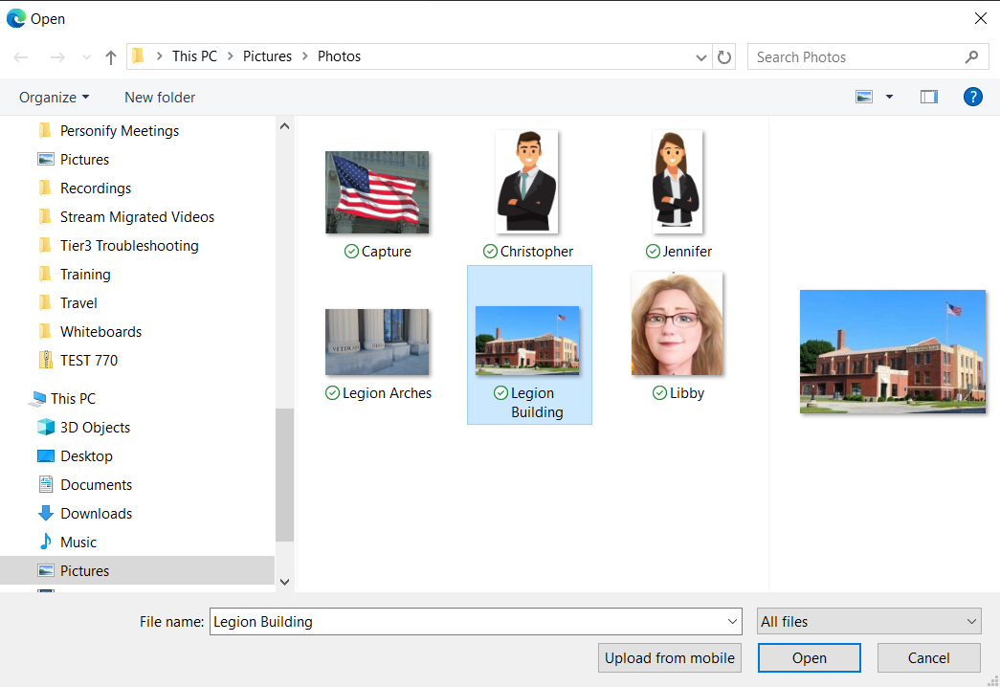 Open
This PC > Pictures > Photos
Search Photos
Organize
New folder
?
Personify Meetings
Pictures
Recordings
Stream Migrated Videos
Tier3 Troubleshooting
Training
Travel
Whiteboards
TEST 770
This PC
3D Objects
Desktop
Documents
Downloads
Music
Pictures
Capture
Christopher
Jennifer
VETERAN
Legion Arches
Legion
Building
Libby
File name:
Legion Building
All files
Upload from mobile
Open
Cancel